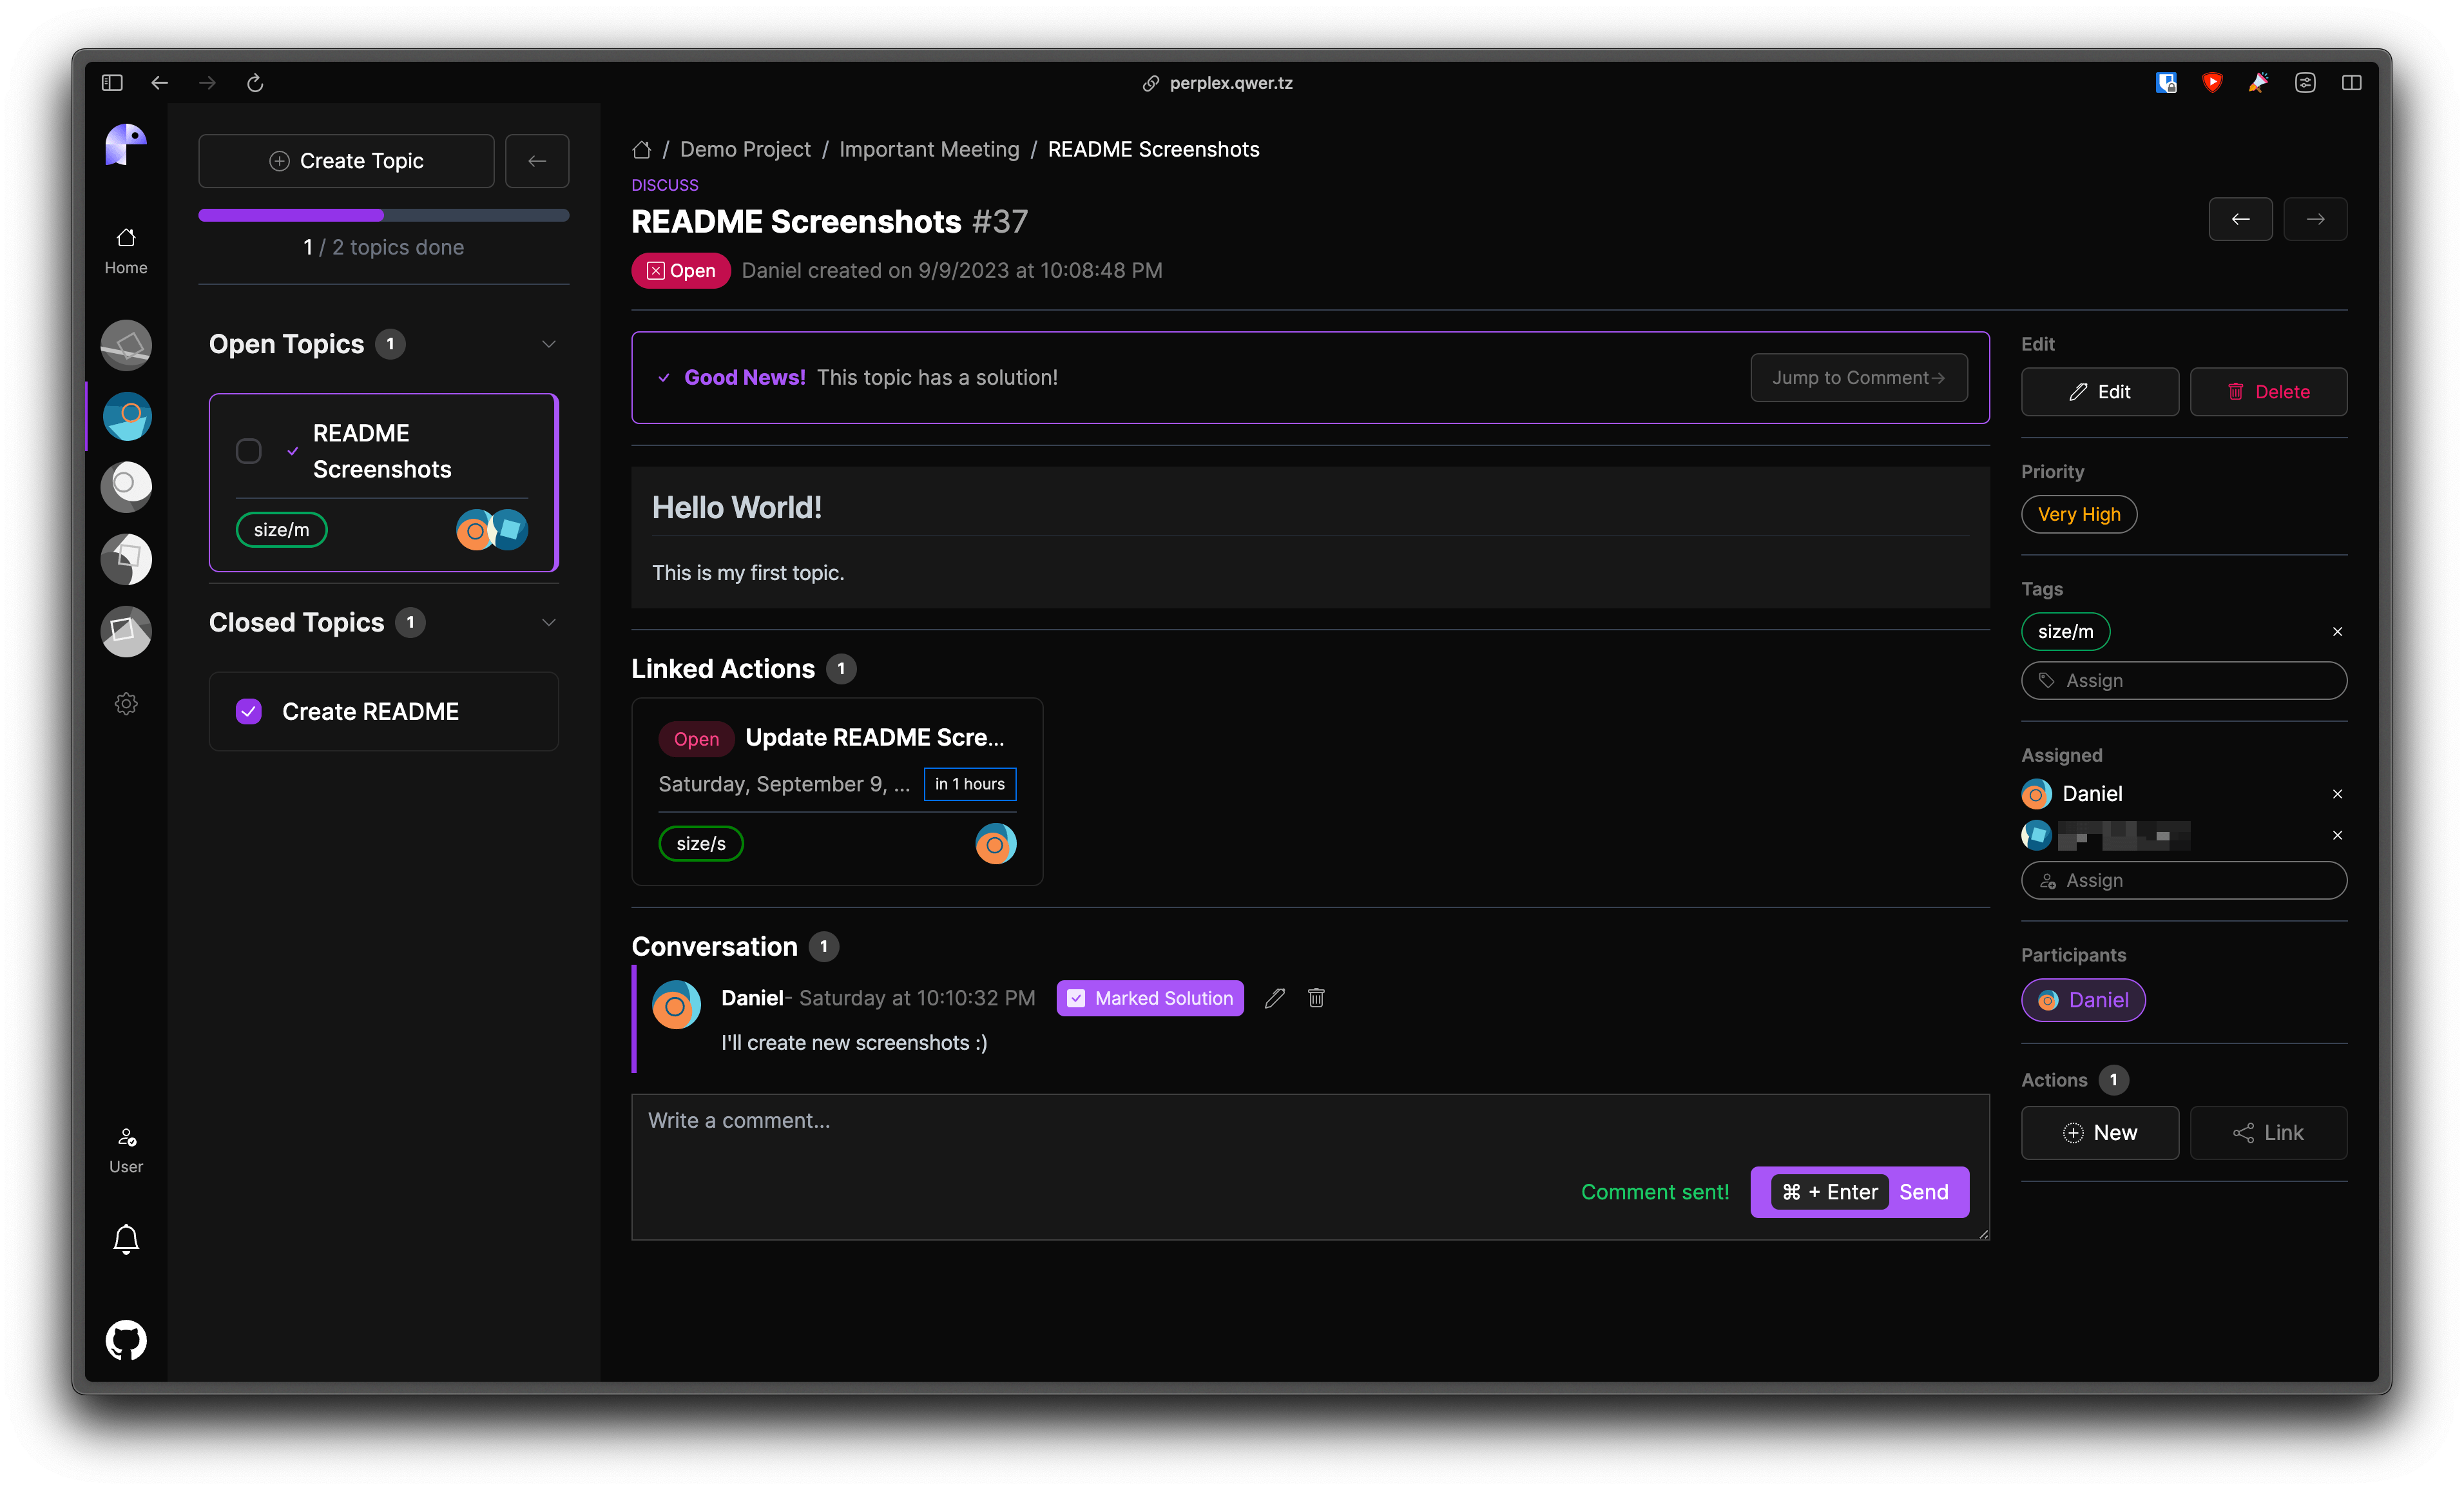 perplex.qwer.tz
Home
User
Create Topic
1 / 2 topics done
Open Topics 1
README
Screenshots
size/m
Closed Topics 1
Create README
/ Demo Project / Important Meeting / README Screenshots
DISCUSS
README Screenshots #37
Open Daniel created on 9/9/2023 at 10:08:48 PM
Good News! This topic has a solution!
Jump to Comment
Hello World!
This is my first topic.
Linked Actions 1
Open Update README Scre...
Saturday, September 9, ... in 1 hours
size/s
Conversation 1
Daniel- Saturday at 10:10:32 PM Marked Solution
I'll create new screenshots :)
Write a comment...
Comment sent! ⌘ + Enter Send
Edit
Edit Delete
Priority
Very High
Tags
size/m
Assign
Assigned
Daniel
Assign
Participants
Daniel
Actions 1
New Link